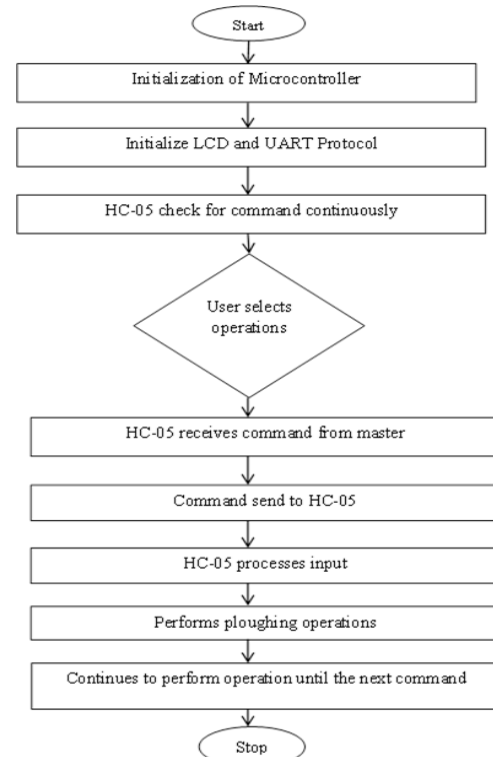 Start
Initialization of Microcontroller
Initialize LCD and UART Protocol
HC-05 check for command continuously
User selects
operations
HC-05 receives command from master
Command send to HC-05
HC-05 processes input
Performs ploughing operations
Continues to perform operation until the next command
Stop